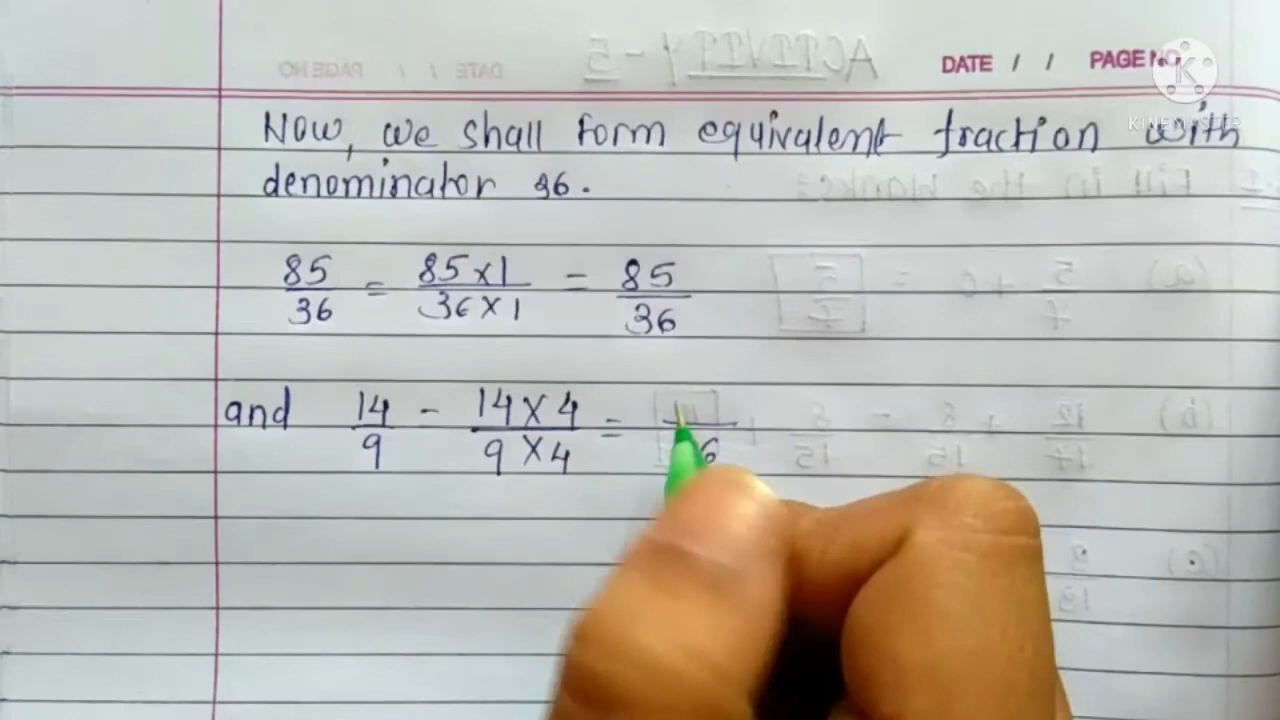 DATE / / PAGE NO.
KINEMASTER
Now, we shall form equivalent fraction with
denominator 36.
85/36 = 85×1/36×1 = 85/36
and 14/9 - 14×4/9×4 =